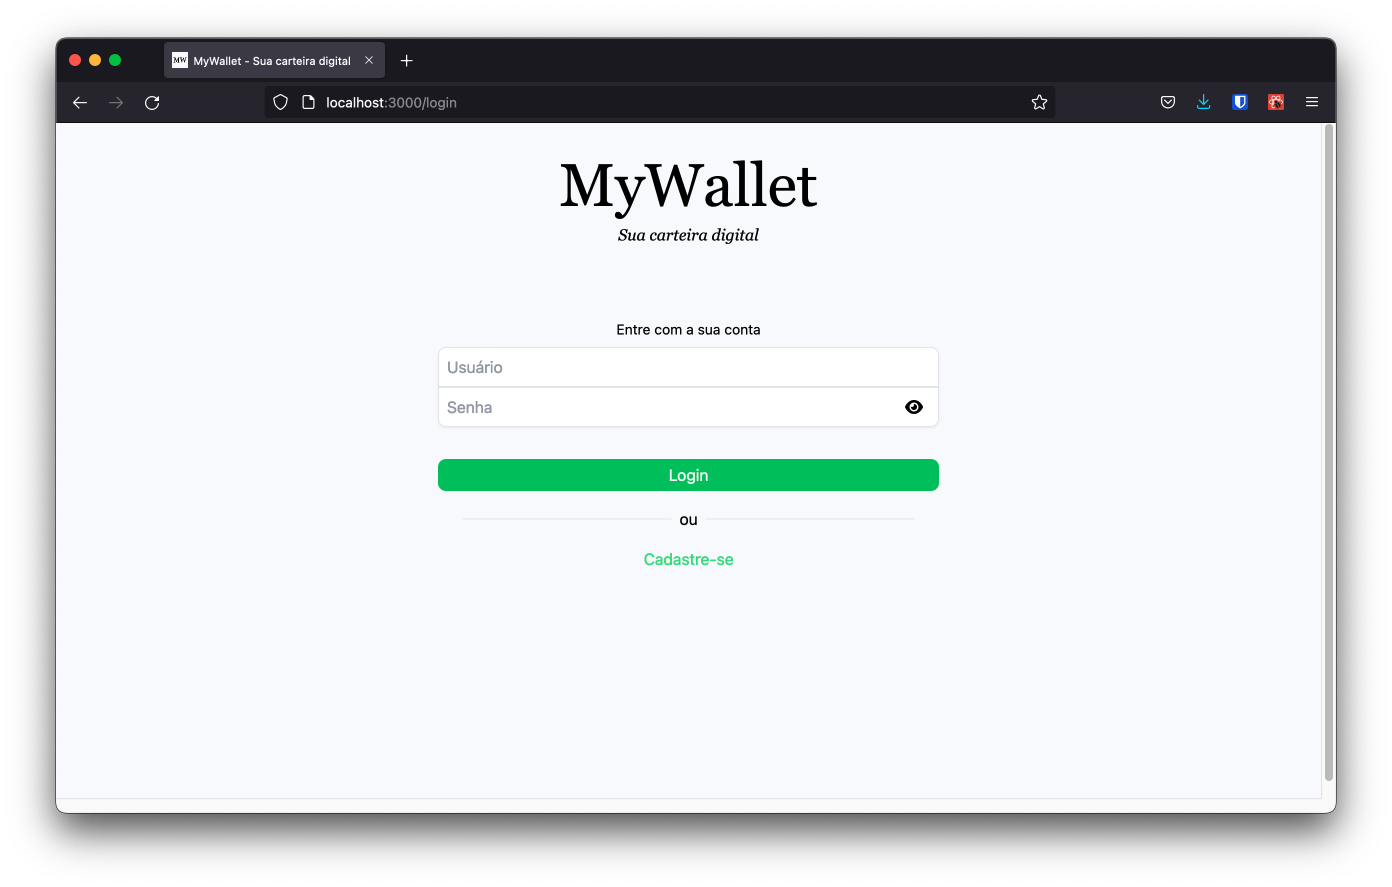 MW MyWallet - Sua carteira digital
localhost:3000/login
MyWallet
Sua carteira digital
Entre com a sua conta
Usuário
Senha
Login
ou
Cadastre-se